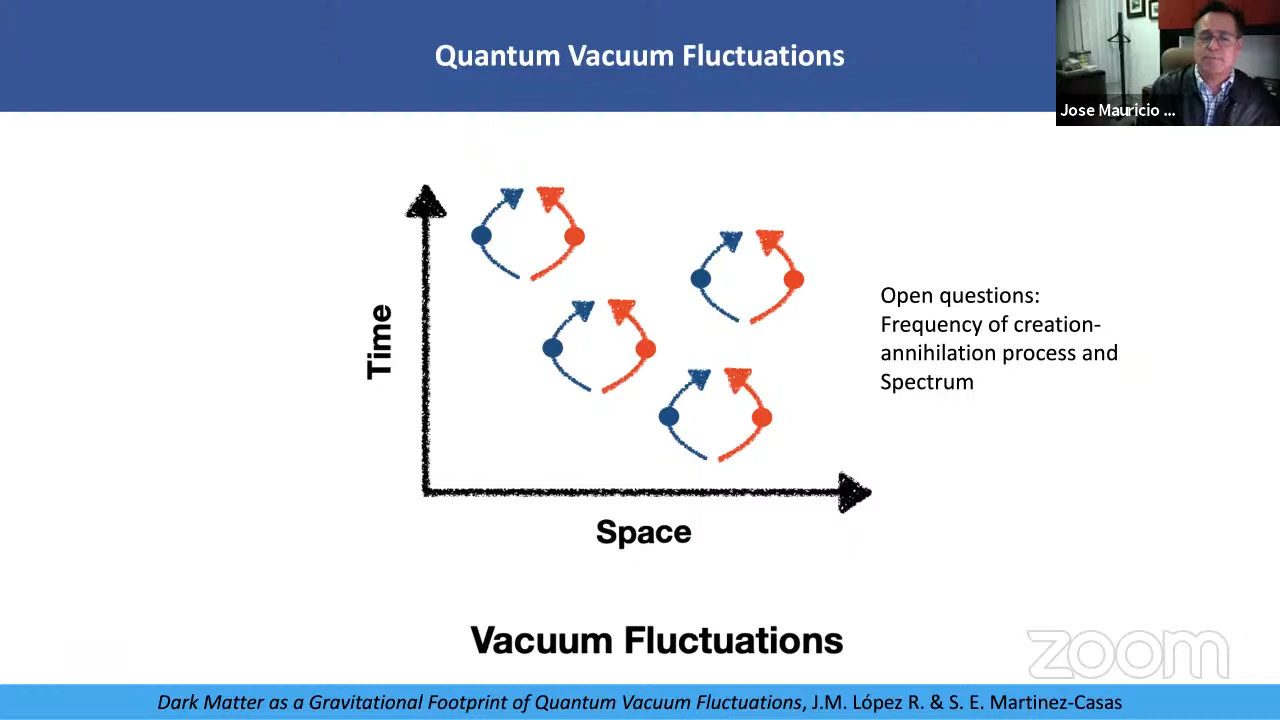 Quantum Vacuum Fluctuations
Jose Mauricio ...
Time
Open questions:
Frequency of creation-
annihilation process and
Spectrum
Space
Vacuum Fluctuations
zoom
Dark Matter as a Gravitational Footprint of Quantum Vacuum Fluctuations, J.M. López R. & S. E. Martinez-Casas